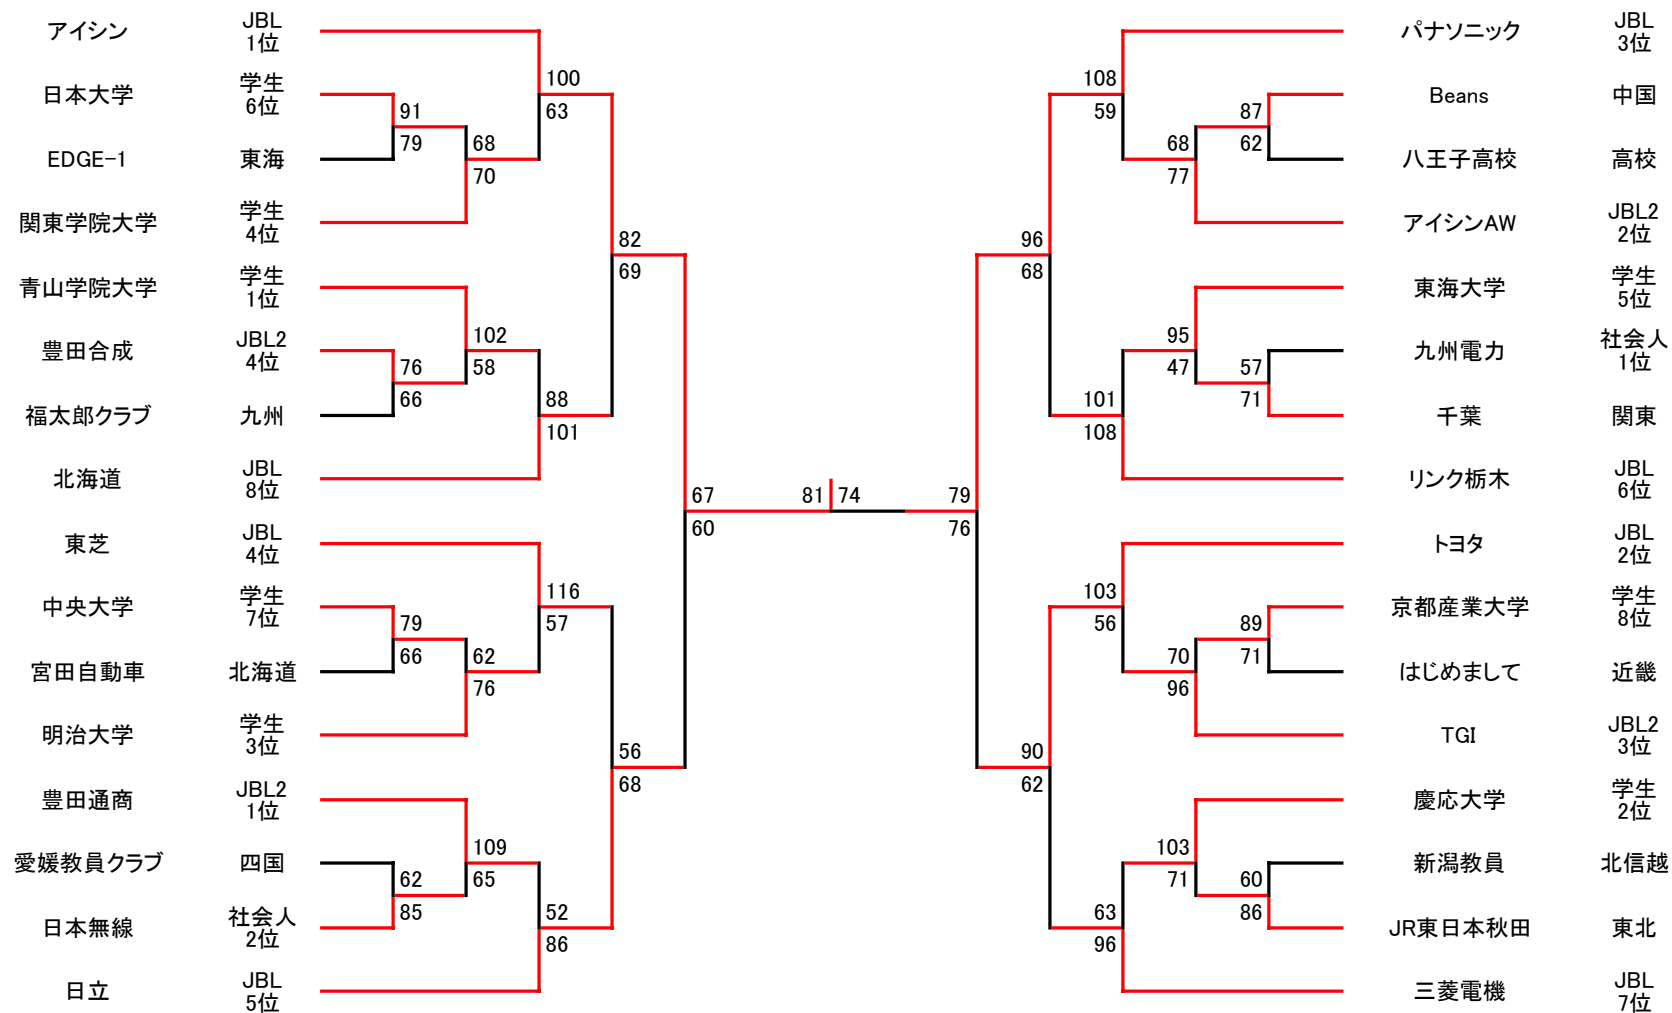 アイシン
JBL
1位
日本大学
学生
6位
EDGE-1
東海
関東学院大学
学生
4位
青山学院大学
学生
1位
豊田合成
JBL2
4位
福太郎クラブ
九州
北海道
JBL
8位
東芝
JBL
4位
中央大学
学生
7位
宮田自動車
北海道
明治大学
学生
3位
豊田通商
JBL2
1位
愛媛教員クラブ
四国
日本無線
社会人
2位
日立
JBL
5位
91
79
76
66
79
66
62
85
68
70
102
58
62
76
109
65
100
63
88
101
116
57
52
86
82
69
56
68
67
60
81 74
79
76
96
68
90
62
108
59
101
108
103
56
63
96
68
77
95
47
70
96
103
71
87
62
57
71
89
71
60
86
パナソニック
JBL
3位
Beans
中国
八王子高校
高校
アイシンAW
JBL2
2位
東海大学
学生
5位
九州電力
社会人
1位
千葉
関東
リンク栃木
JBL
6位
トヨタ
JBL
2位
京都産業大学
学生
8位
はじめまして
近畿
TGI
JBL2
3位
慶応大学
学生
2位
新潟教員
北信越
JR東日本秋田
東北
三菱電機
JBL
7位